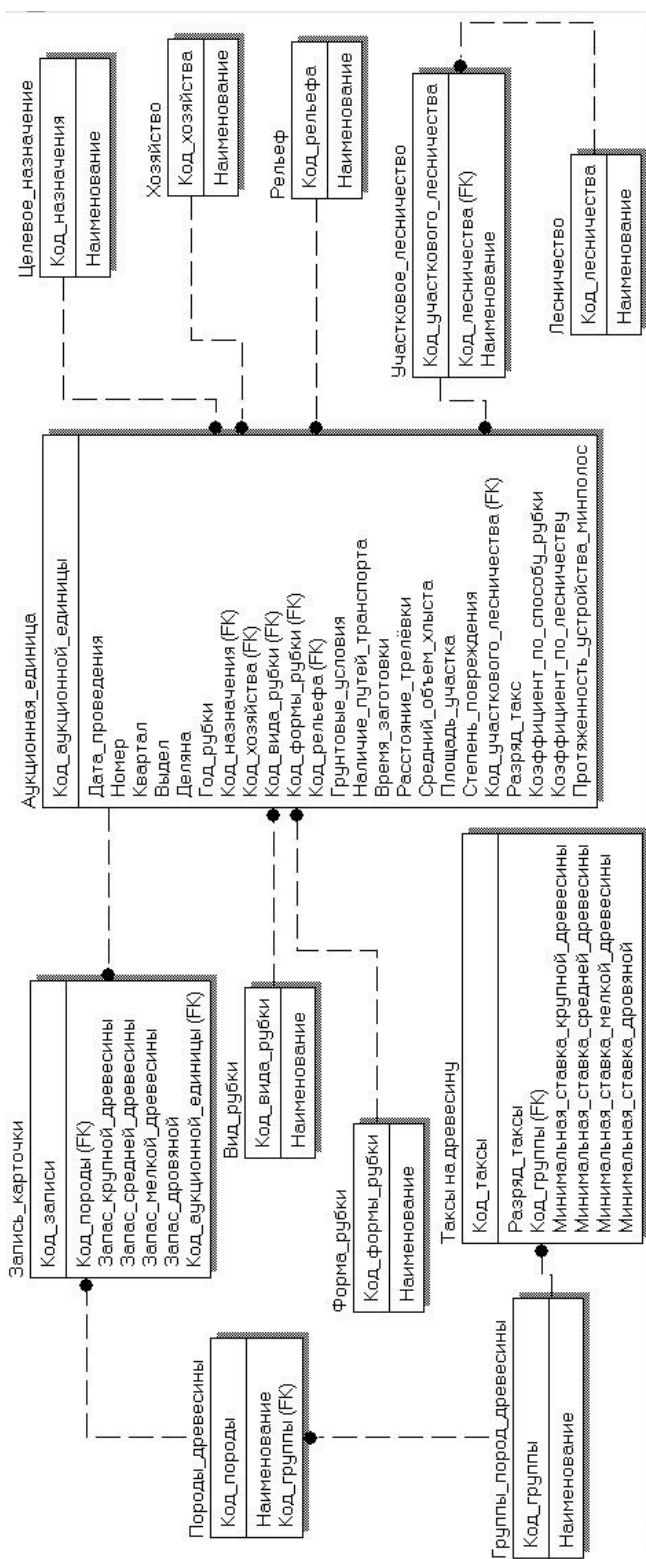 Запись_карточки
Код_записи
Код_породы (FK)
Запас_крупной_древесины
Запас_средней_древесины
Запас_мелкой_древесины
Запас_дровяной
Код_аукционной_единицы (FK)
Породы_древесины
Код_породы
Наименование
Код_группы (FK)
Группы_пород_древесины
Код_группы
Наименование
Вид_рубки
Код_вида_рубки
Наименование
Форма_рубки
Код_формы_рубки
Наименование
Таксы на древесину
Код_таксы
Разряд_таксы
Код_группы (FK)
Минимальная_ставка_крупной_древесины
Минимальная_ставка_средней_древесины
Минимальная_ставка_мелкой_древесины
Минимальная_ставка_дровяной
Аукционная_единица
Код_аукционной_единицы
Дата_проведения
Номер
Квартал
Выдел
Деляна
Год_рубки
Код_назначения (FK)
Код_хозяйства (FK)
Код_вида_рубки (FK)
Код_формы_рубки (FK)
Код_рельефа (FK)
Грунтовые_условия
Наличие_путей_транспорта
Время_заготовки
Расстояние_трелёвки
Средний_объем_хлыста
Площадь_участка
Степень_повреждения
Код_участкового_лесничества (FK)
Разряд_такс
Коэффициент_по_способу_рубки
Коэффициент_по_лесничеству
Протяженность_устройства_минполос
Целевое_назначение
Код_назначения
Наименование
Хозяйство
Код_хозяйства
Наименование
Рельеф
Код_рельефа
Наименование
Участковое_лесничество
Код_участкового_лесничества
Код_лесничества (FK)
Наименование
Лесничество
Код_лесничества
Наименование